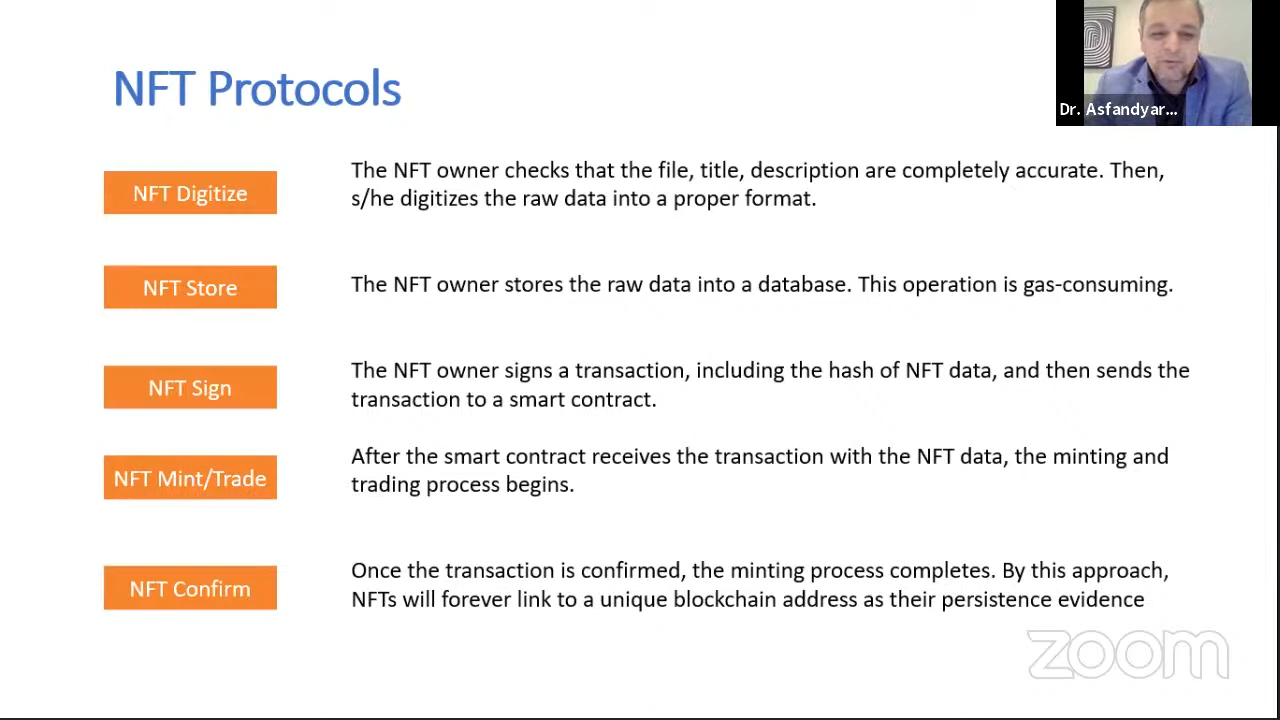 NFT Protocols
Dr. Asfandyar...
NFT Digitize
The NFT owner checks that the file, title, description are completely accurate. Then,
s/he digitizes the raw data into a proper format.
NFT Store
The NFT owner stores the raw data into a database. This operation is gas-consuming.
NFT Sign
The NFT owner signs a transaction, including the hash of NFT data, and then sends the
transaction to a smart contract.
NFT Mint/Trade
After the smart contract receives the transaction with the NFT data, the minting and
trading process begins.
NFT Confirm
Once the transaction is confirmed, the minting process completes. By this approach,
NFTs will forever link to a unique blockchain address as their persistence evidence
zoom